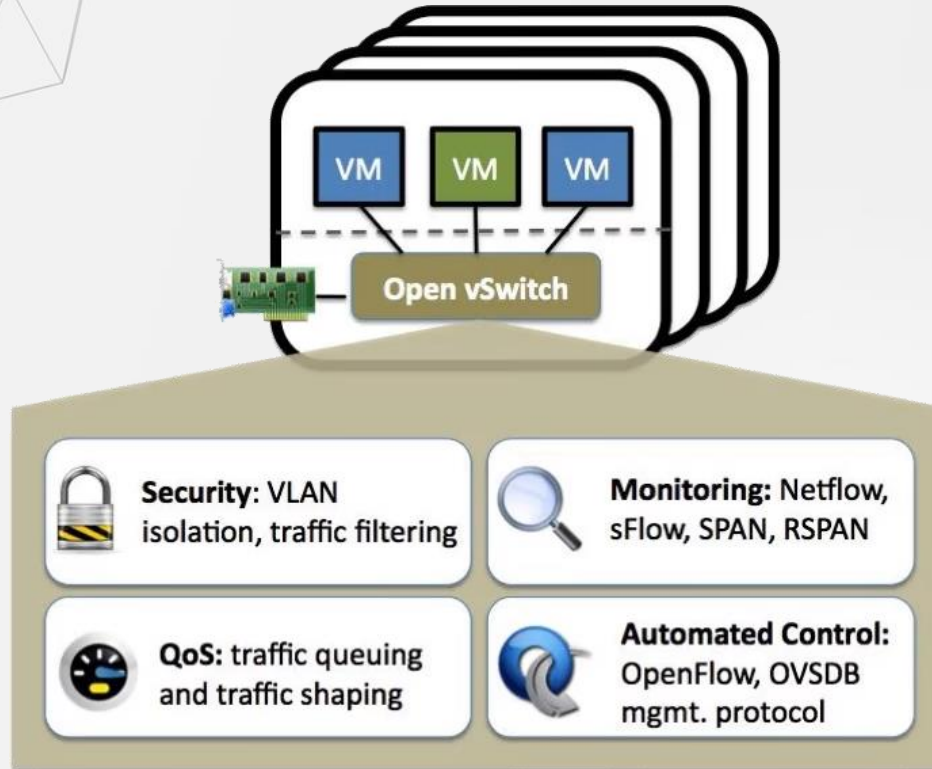 VM
VM
VM
Open vSwitch
Security: VLAN
isolation, traffic filtering
Monitoring: Netflow,
sFlow, SPAN, RSPAN
QoS: traffic queuing
and traffic shaping
Automated Control:
OpenFlow, OVSDB
mgmt. protocol